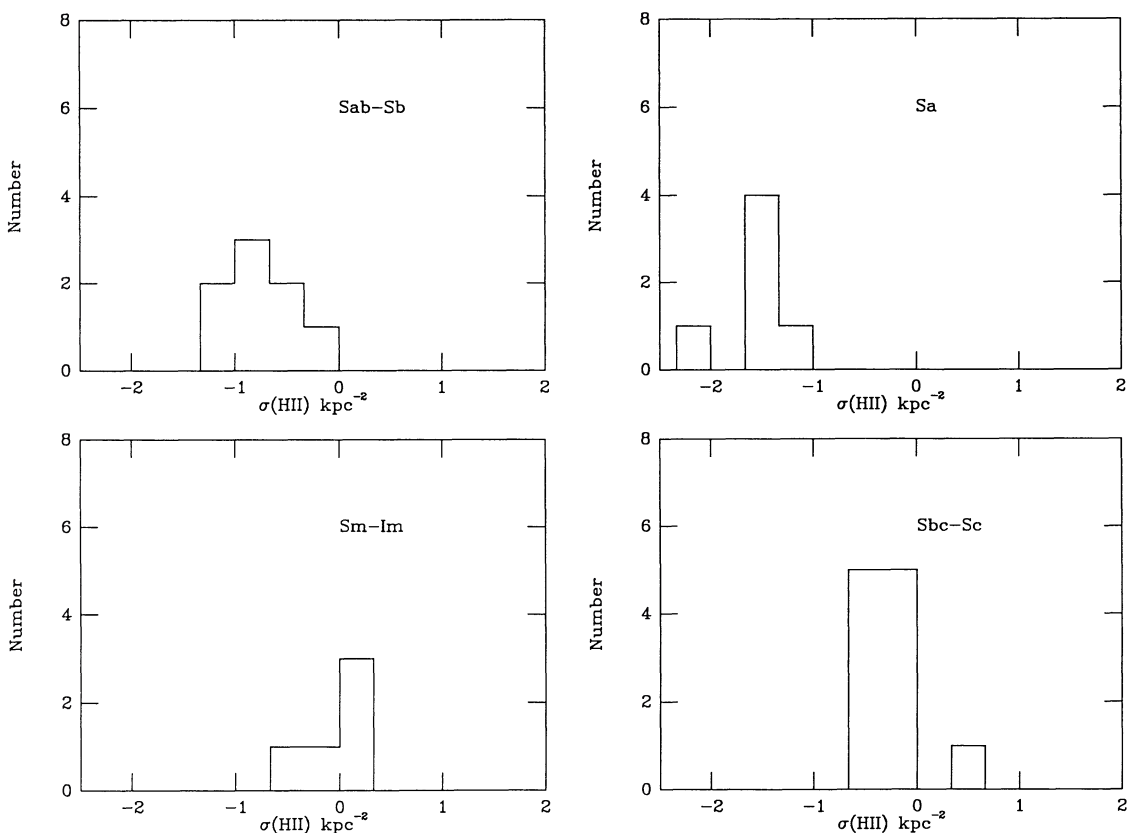 8
6
4
2
0
Number
Sab-Sb
-2 -1 0 1 2
σ(HII) kpc⁻²
8
6
4
2
0
Number
Sa
-2 -1 0 1 2
σ(HII) kpc⁻²
8
6
4
2
0
Number
Sm-Im
-2 -1 0 1 2
σ(HII) kpc⁻²
8
6
4
2
0
Number
Sbc-Sc
-2 -1 0 1 2
σ(HII) kpc⁻²